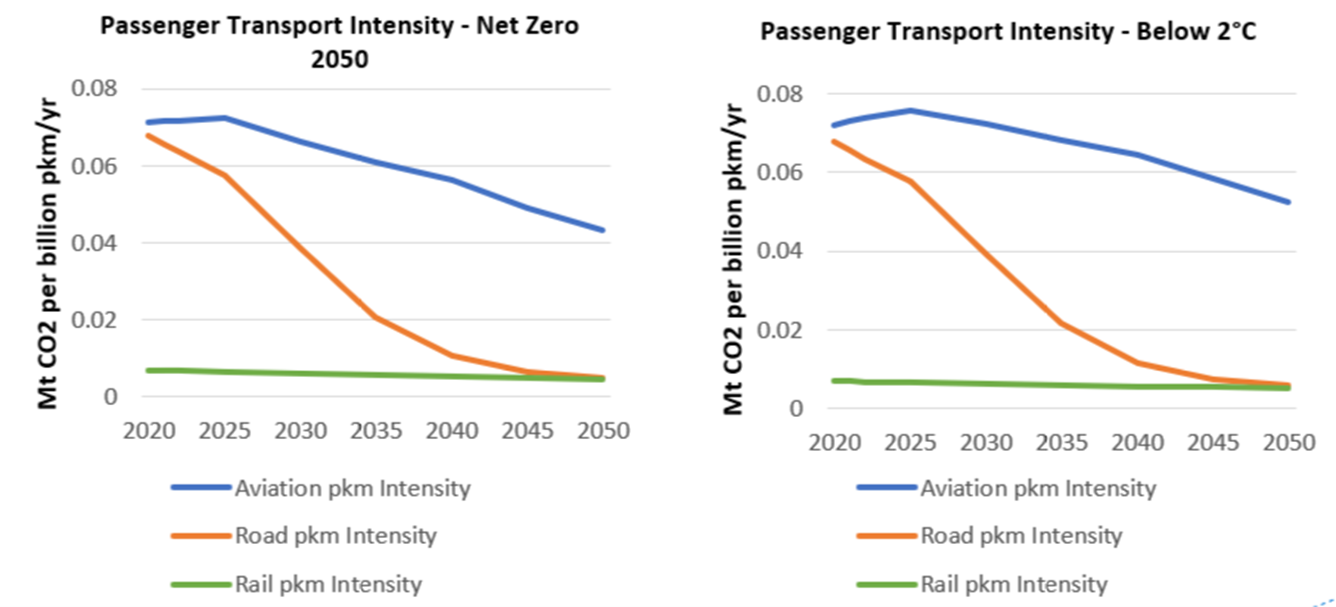 Passenger Transport Intensity - Net Zero
2050
Mt CO2 per billion pkm/yr
0.08
0.06
0.04
0.02
0
2020 2025 2030 2035 2040 2045 2050
Aviation pkm Intensity
Road pkm Intensity
Rail pkm Intensity
Passenger Transport Intensity - Below 2°C
Mt CO2 per billion pkm/yr
0.08
0.06
0.04
0.02
0
2020 2025 2030 2035 2040 2045 2050
Aviation pkm Intensity
Road pkm Intensity
Rail pkm Intensity